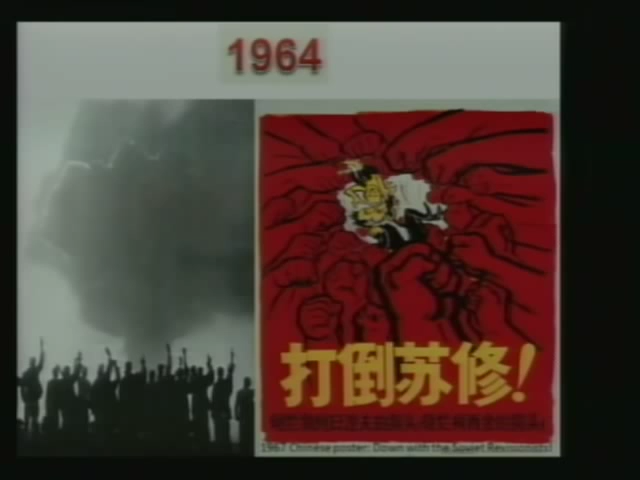 1964
打倒苏修!
1967 Chinese poster: Down with the Soviet Revisionists!